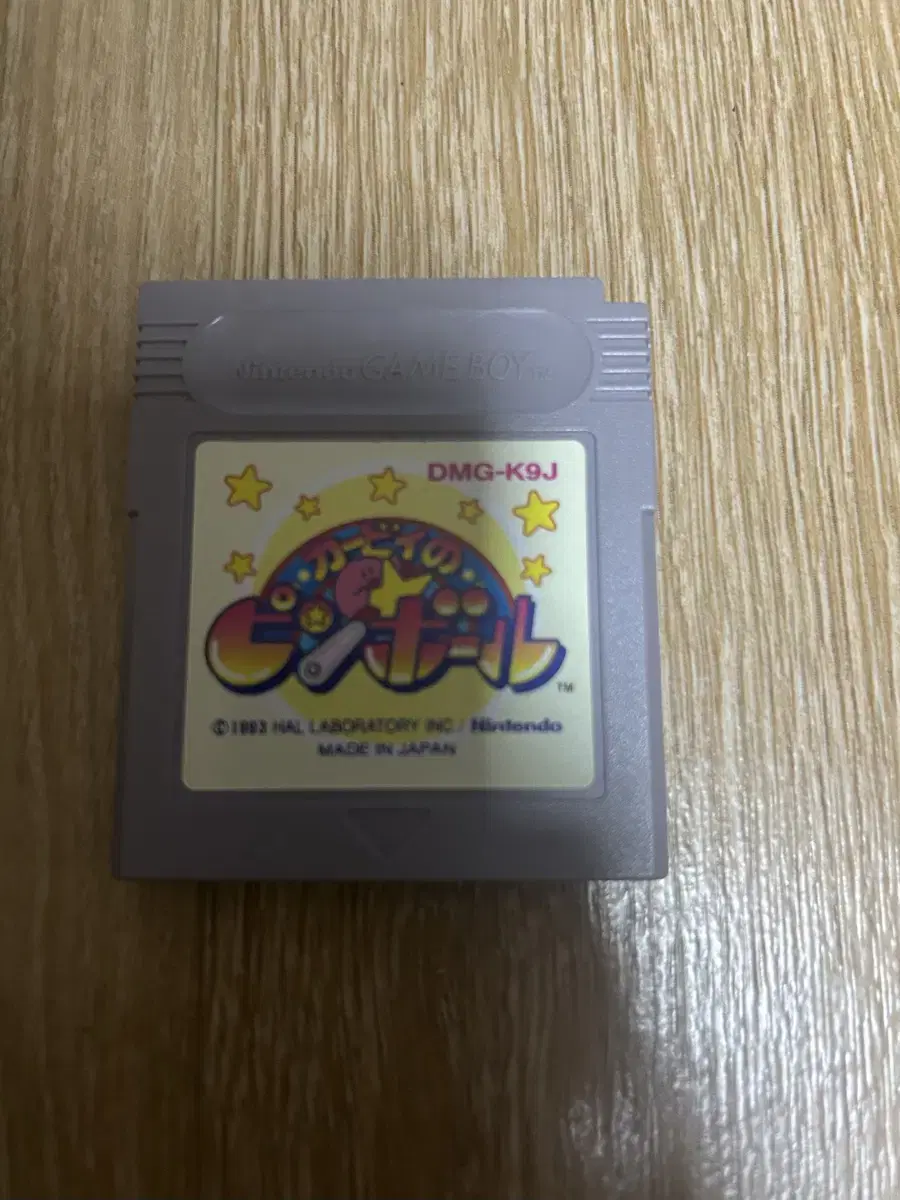 Nintendo GAME BOY™
DMG-K9J
カービィの
ピンボール
™
©1993 HAL LABORATORY INC./ Nintendo
MADE IN JAPAN